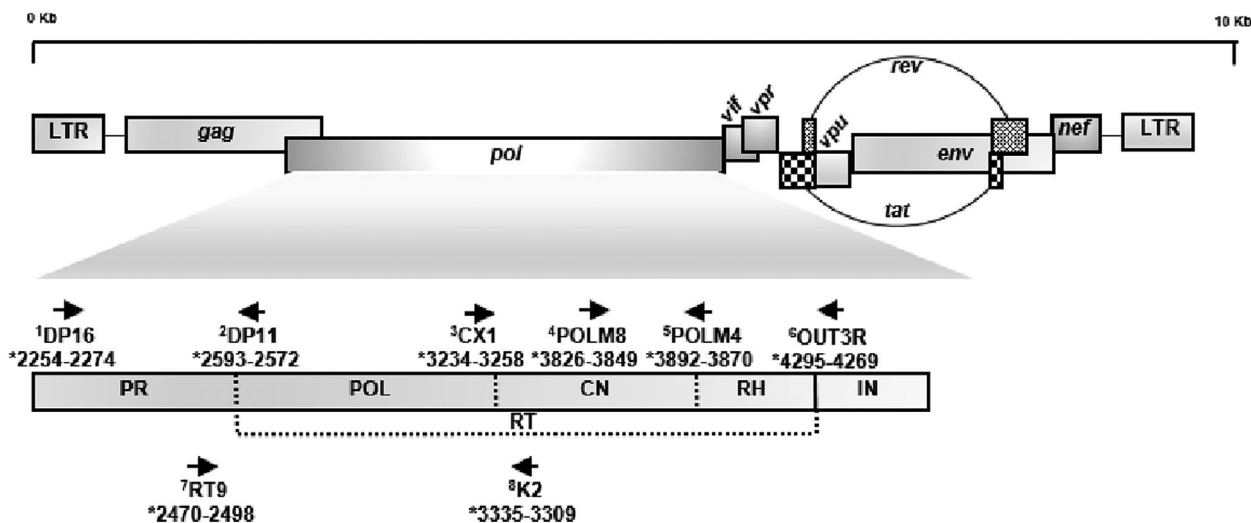 0 Kb
10 Kb
LTR
gag
pol
vif
vpr
vpu
rev
tat
env
nef
LTR
¹DP16
*2254-2274
²DP11
*2593-2572
³CX1
*3234-3258
⁴POLM8
*3826-3849
⁵POLM4
*3892-3870
⁶OUT3R
*4295-4269
PR
POL
CN
RH
IN
RT
⁷RT9
*2470-2498
⁸K2
*3335-3309